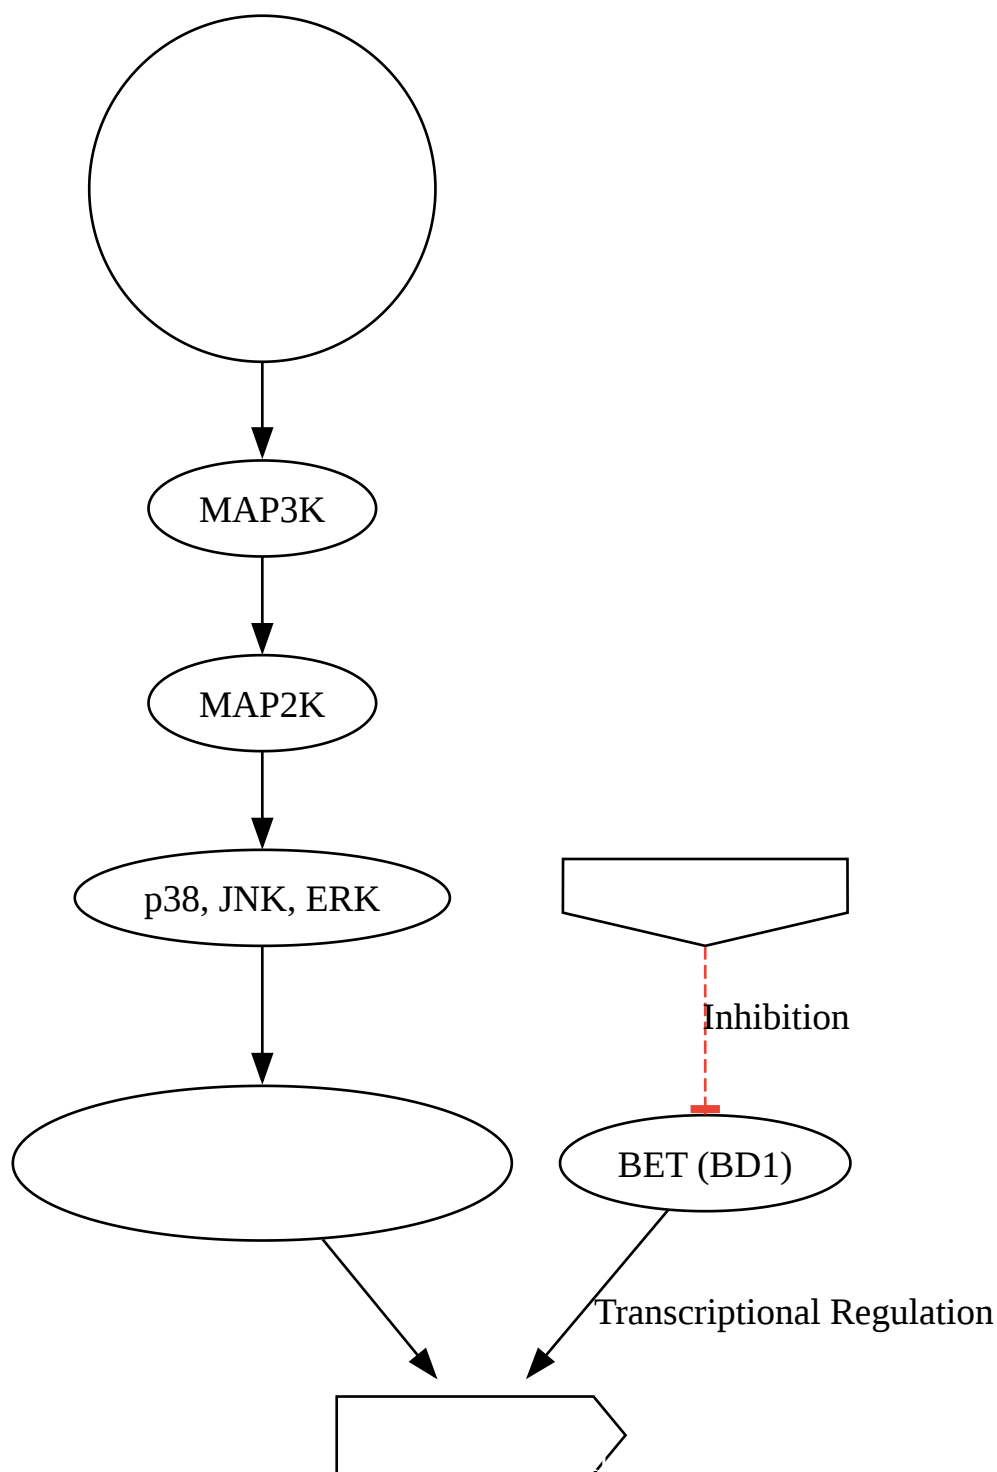 MAP3K
MAP2K
p38, JNK, ERK
Inhibition
BET (BD1)
Transcriptional Regulation